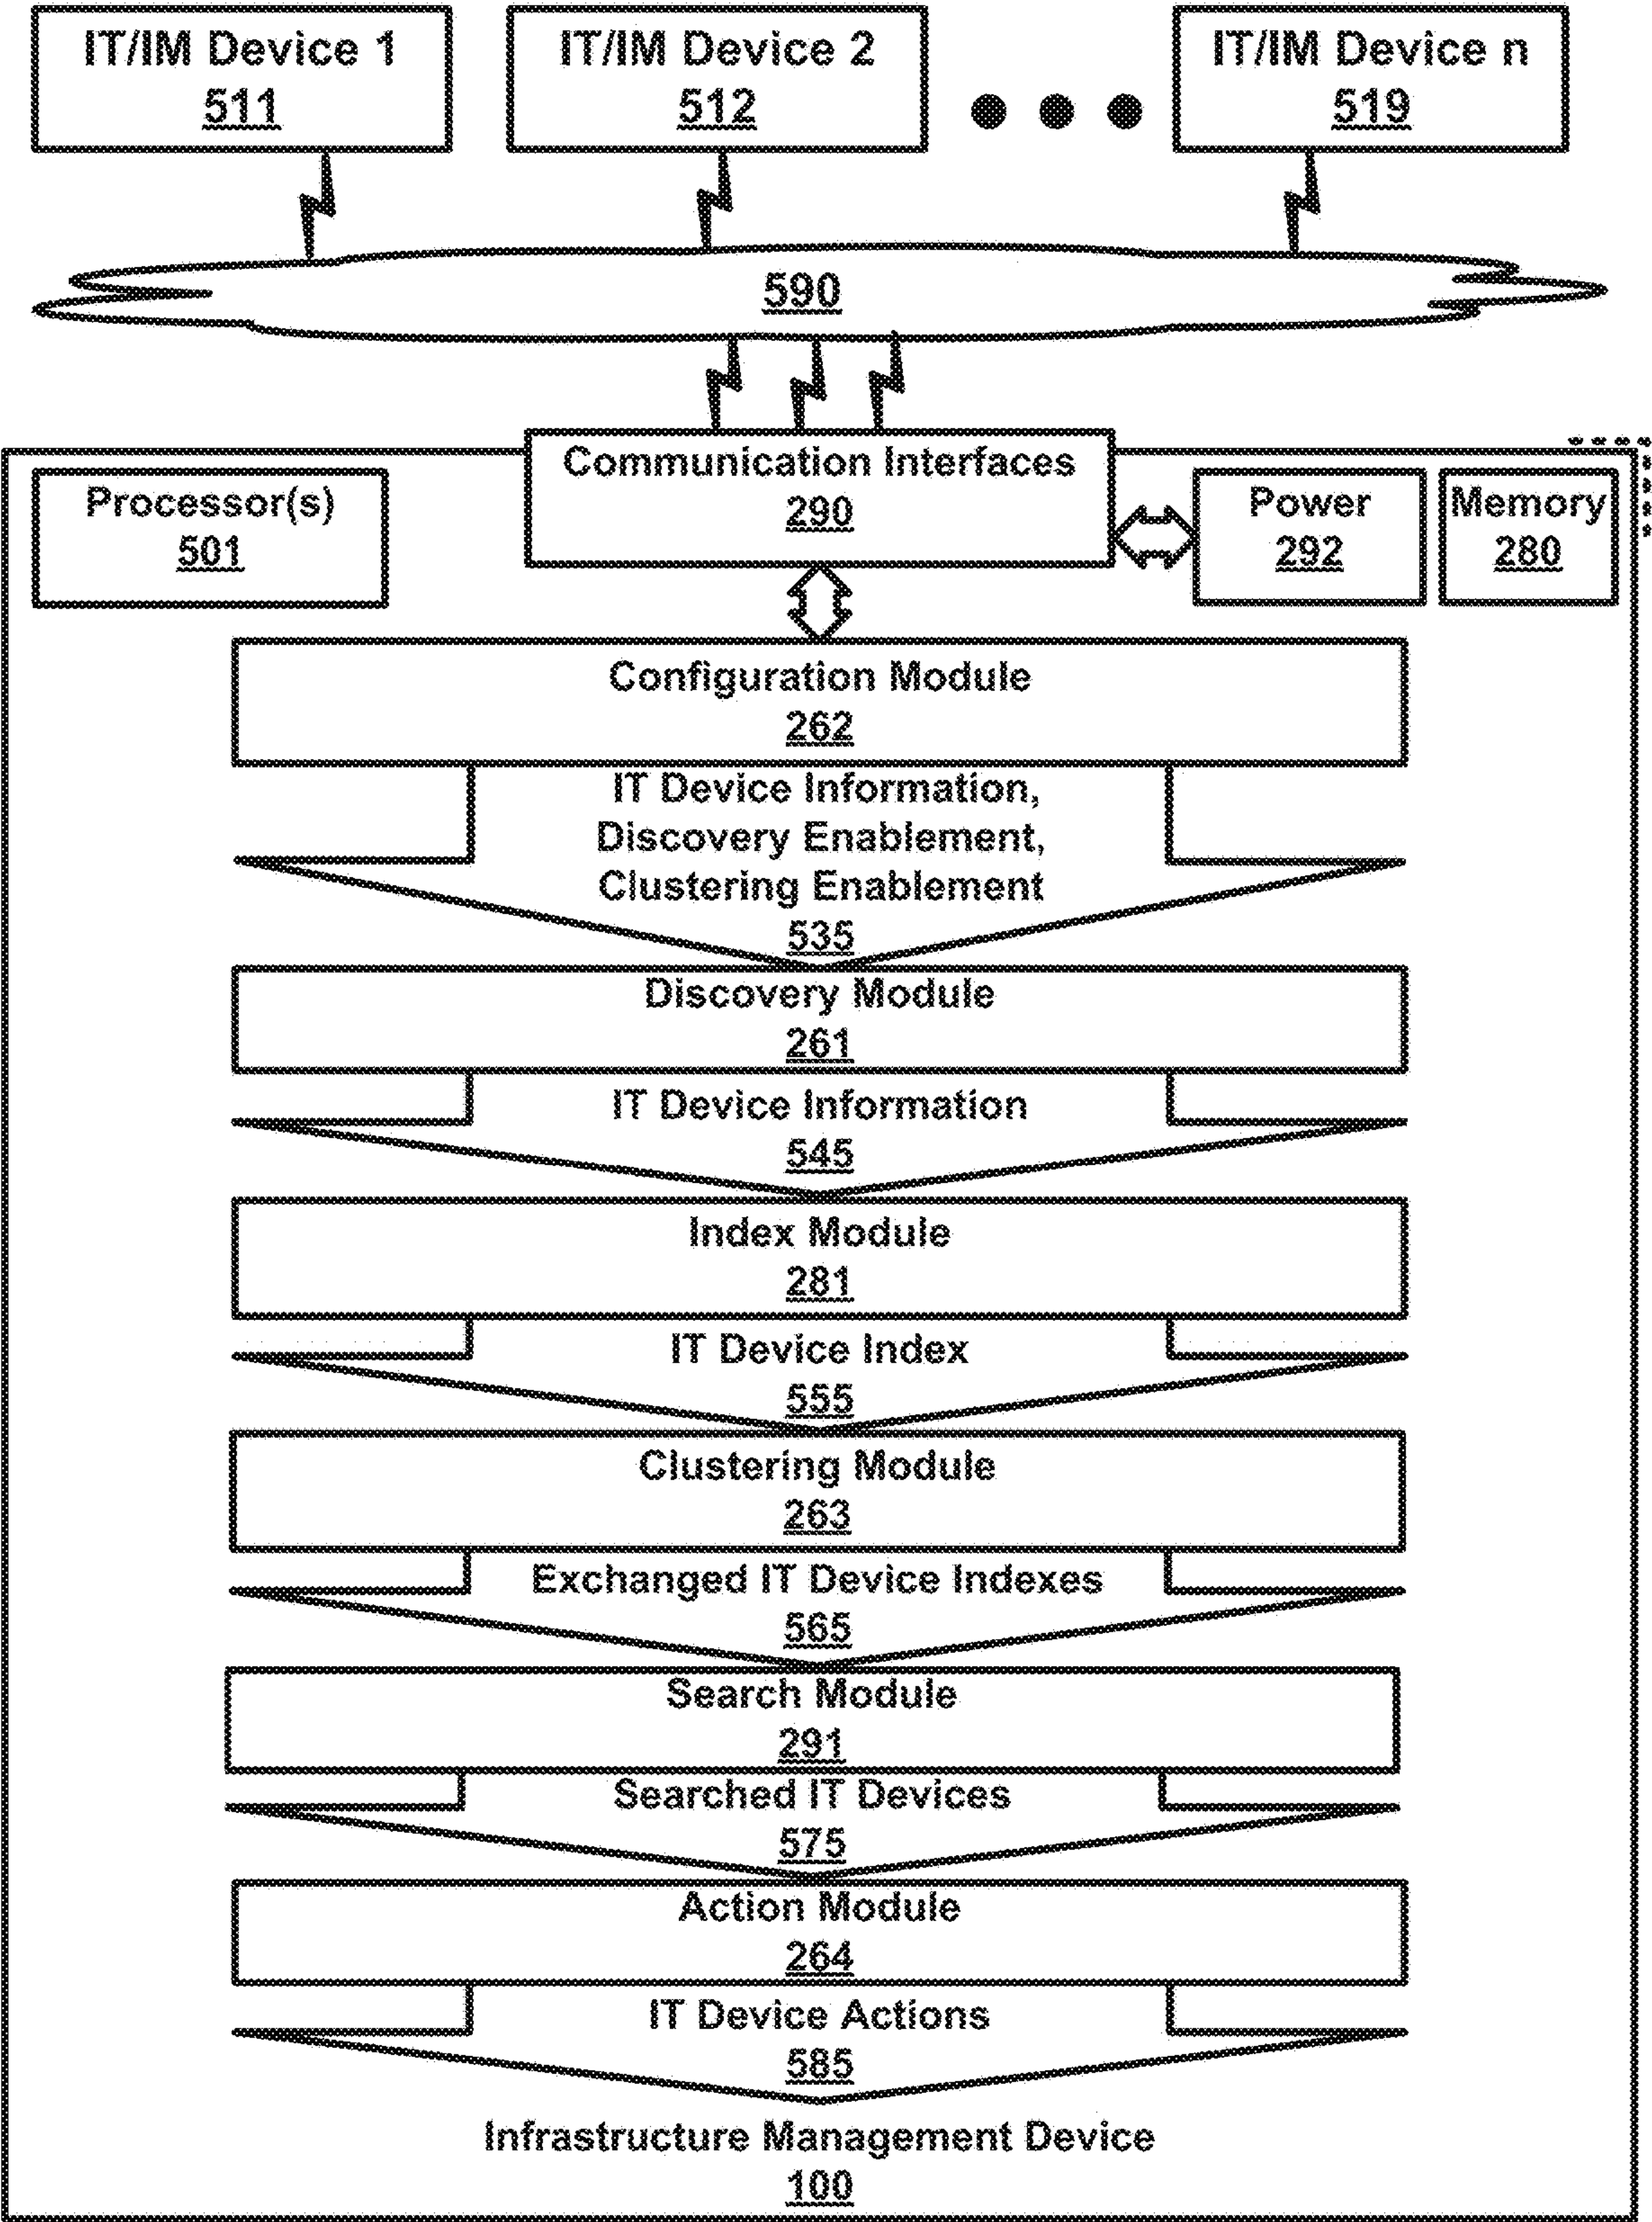 IT/IM Device 1
511
IT/IM Device 2
512
IT/IM Device n
519
590
Communication Interfaces
290
Processor(s)
501
Power
292
Memory
280
Configuration Module
262
IT Device Information,
Discovery Enablement,
Clustering Enablement
535
Discovery Module
261
IT Device Information
545
Index Module
281
IT Device Index
555
Clustering Module
263
Exchanged IT Device Indexes
565
Search Module
291
Searched IT Devices
575
Action Module
264
IT Device Actions
585
Infrastructure Management Device
100